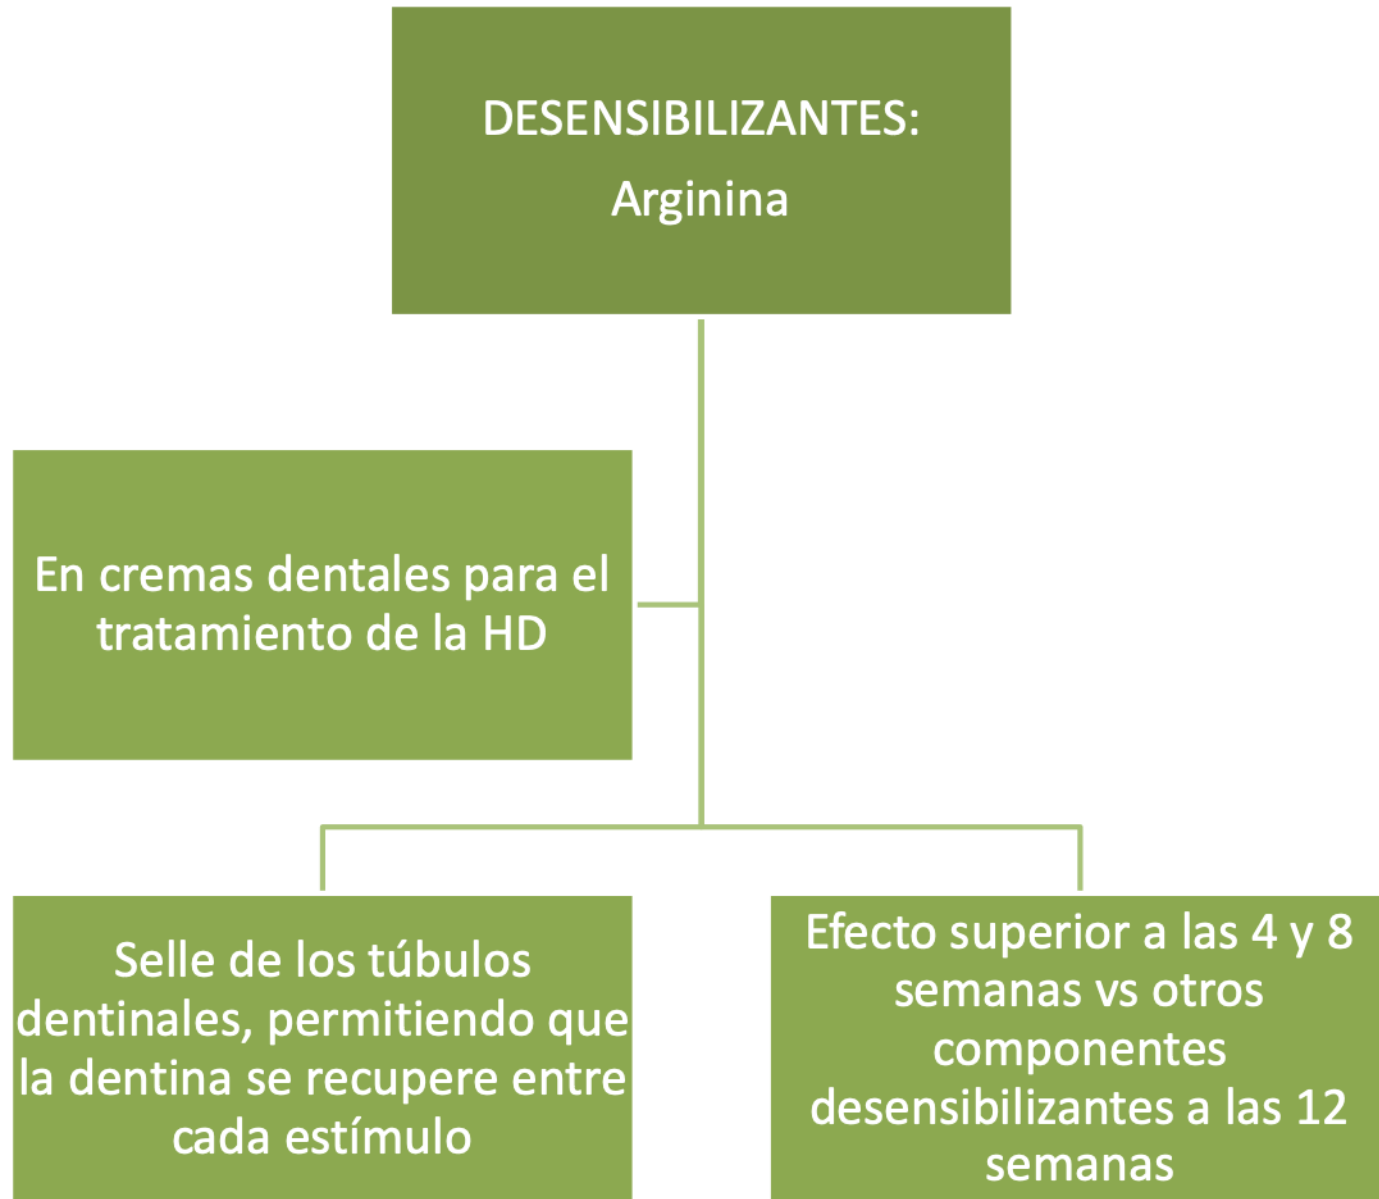 DESENSIBILIZANTES:
Arginina
En cremas dentales para el
tratamiento de la HD
Selle de los túbulos
dentinales, permitiendo que
la dentina se recupere entre
cada estímulo
Efecto superior a las 4 y 8
semanas vs otros
componentes
desensibilizantes a las 12
semanas